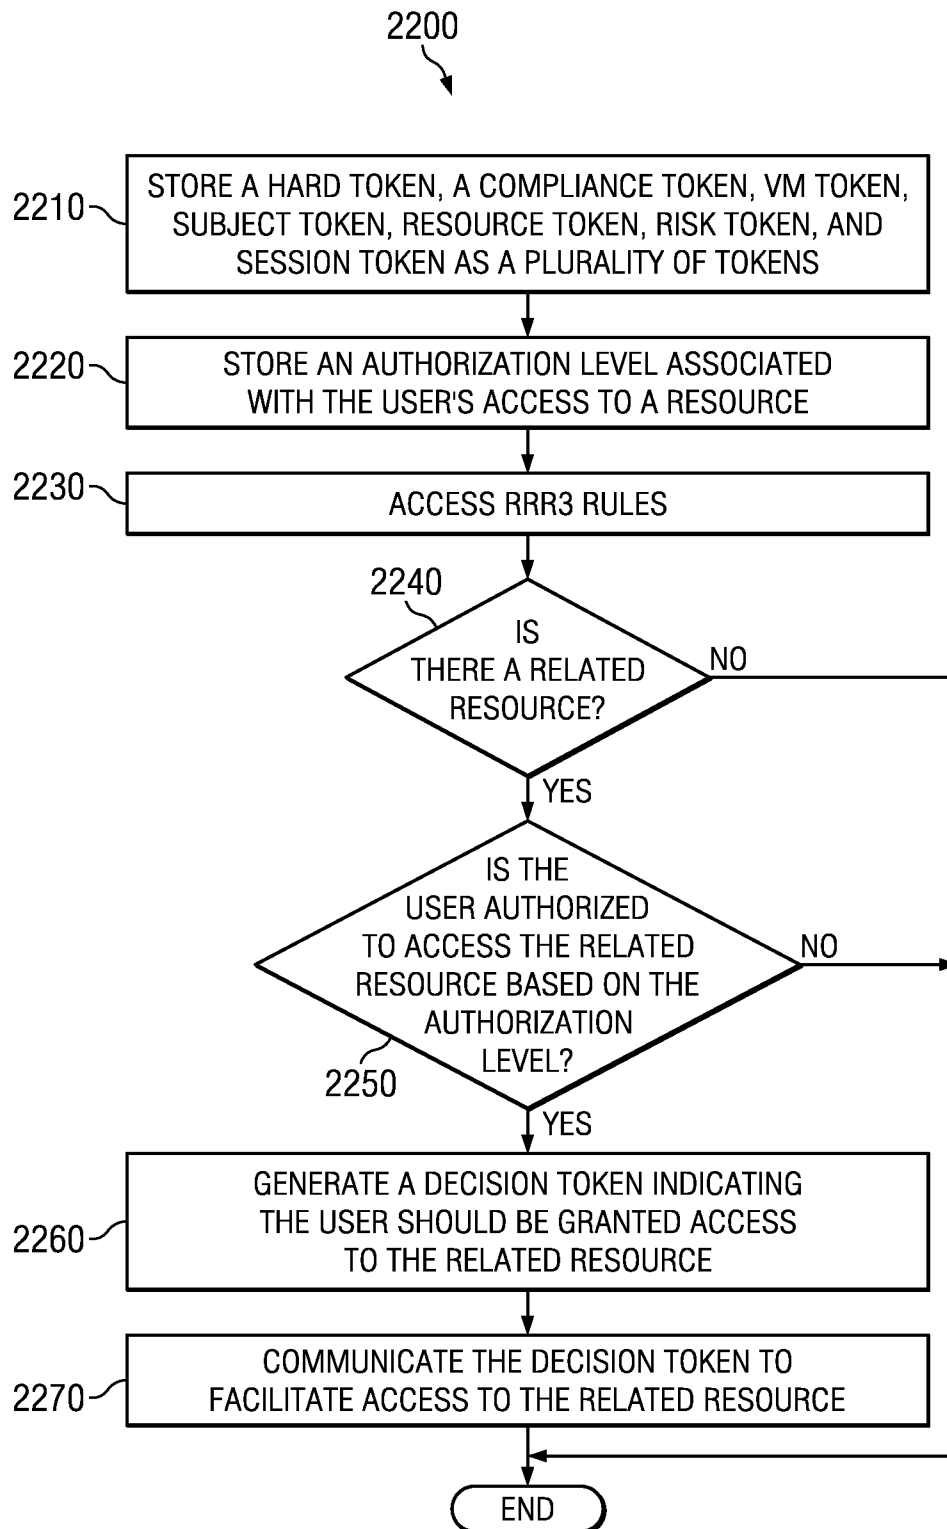 2200
2210
STORE A HARD TOKEN, A COMPLIANCE TOKEN, VM TOKEN,
SUBJECT TOKEN, RESOURCE TOKEN, RISK TOKEN, AND
SESSION TOKEN AS A PLURALITY OF TOKENS
2220
STORE AN AUTHORIZATION LEVEL ASSOCIATED
WITH THE USER'S ACCESS TO A RESOURCE
2230
ACCESS RRR3 RULES
2240
IS
THERE A RELATED
RESOURCE?
NO
YES
IS THE
USER AUTHORIZED
TO ACCESS THE RELATED
RESOURCE BASED ON THE
AUTHORIZATION
LEVEL?
NO
2250
YES
2260
GENERATE A DECISION TOKEN INDICATING
THE USER SHOULD BE GRANTED ACCESS
TO THE RELATED RESOURCE
2270
COMMUNICATE THE DECISION TOKEN TO
FACILITATE ACCESS TO THE RELATED RESOURCE
END